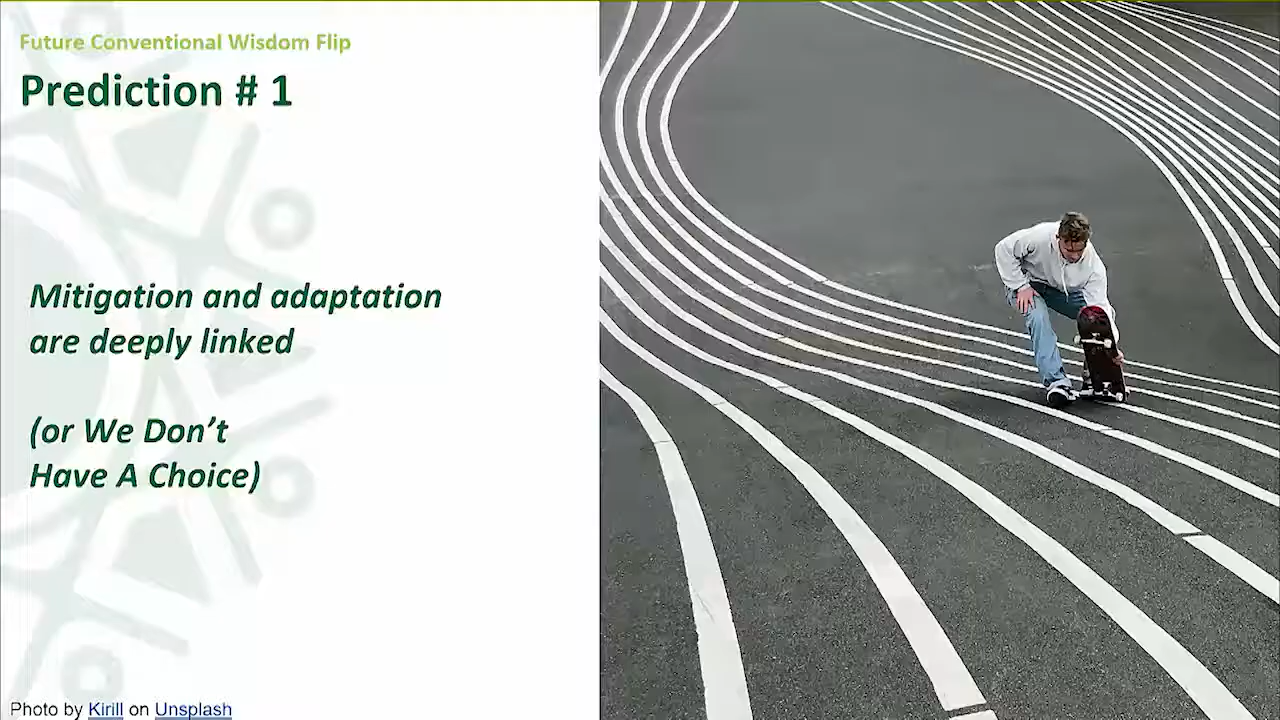 Future Conventional Wisdom Flip
Prediction # 1
Mitigation and adaptation
are deeply linked
(or We Don't
Have A Choice)
Photo by Kirill on Unsplash